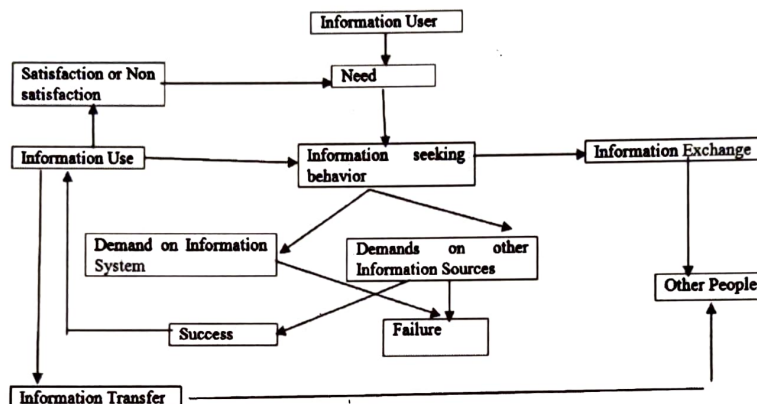 Information User
Satisfaction or Non
satisfaction
Need
Information Use
Information seeking
behavior
Information Exchange
Demand on Information
System
Demands on other
Information Sources
Other People
Success
Failure
Information Transfer